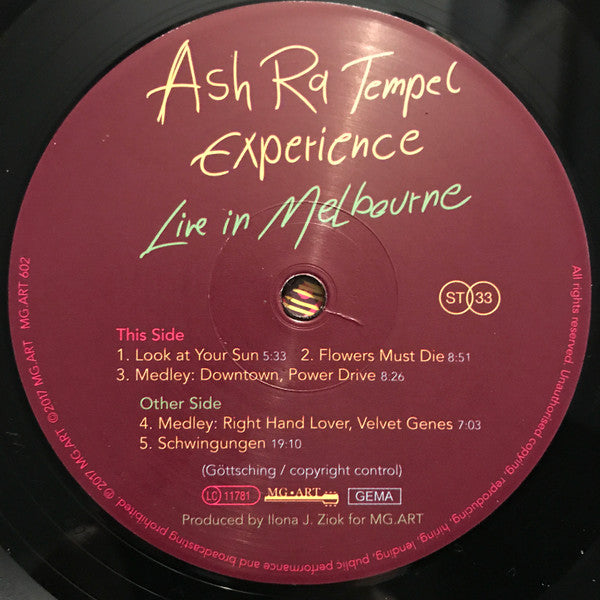 Ash Ra Tempel
Experience
Live in Melbourne
ST 33
This Side
1. Look at Your Sun 5:33 2. Flowers Must Die 8:51
3. Medley: Downtown, Power Drive 8:26
Other Side
4. Medley: Right Hand Lover, Velvet Genes 7:03
5. Schwingungen 19:10
(Göttsching / copyright control)
LC 11781 MG•ART GEMA
Produced by Ilona J. Ziok for MG.ART
All rights reserved. Unauthorised copying, reproducing, hiring, lending, public performance and broadcasting prohibited. ℗ 2017 MG.ART ©2017 MG.ART MG.ART 602